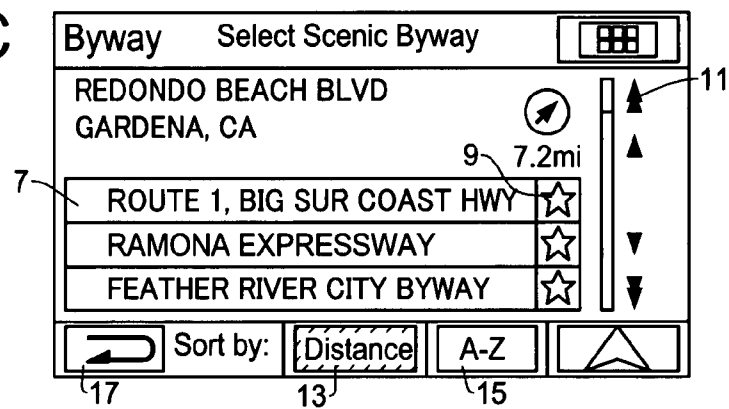 C
Byway Select Scenic Byway
11
REDONDO BEACH BLVD
GARDENA, CA
9 7.2mi
7 ROUTE 1, BIG SUR COAST HWY
RAMONA EXPRESSWAY
FEATHER RIVER CITY BYWAY
Sort by: Distance A-Z
17 13 15